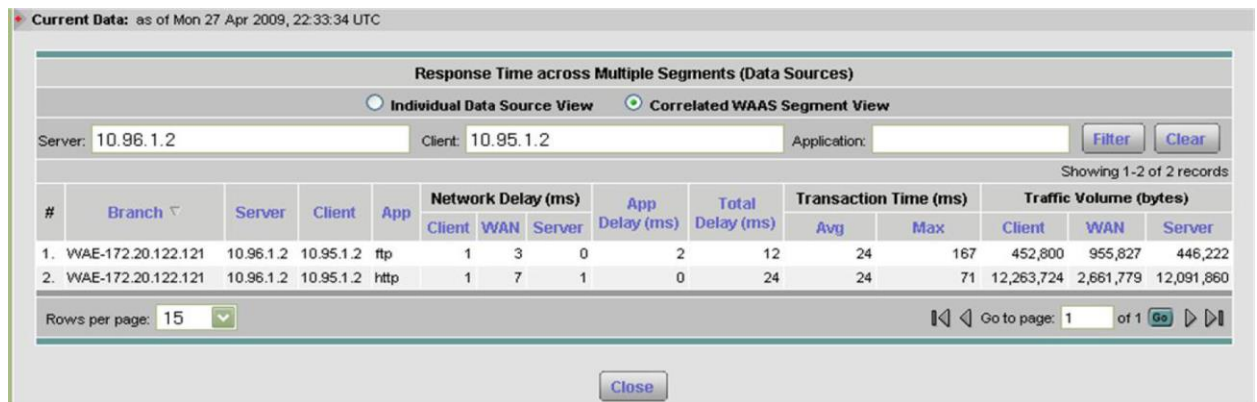 Current Data: as of Mon 27 Apr 2009, 22:33:34 UTC
Response Time across Multiple Segments (Data Sources)
Individual Data Source View Correlated WAAS Segment View
Server: 10.96.1.2 Client: 10.95.1.2 Application: Filter Clear
Showing 1-2 of 2 records
# Branch Server Client App Network Delay (ms) App Delay (ms) Total Delay (ms) Transaction Time (ms) Traffic Volume (bytes)
Client WAN Server Avg Max Client WAN Server
1. WAE-172.20.122.121 10.96.1.2 10.95.1.2 ftp 1 3 0 2 12 24 167 452,800 955,827 446,222
2. WAE-172.20.122.121 10.96.1.2 10.95.1.2 http 1 7 1 0 24 24 71 12,263,724 2,661,779 12,091,860
Rows per page: 15 Go to page: 1 of 1 Go
Close